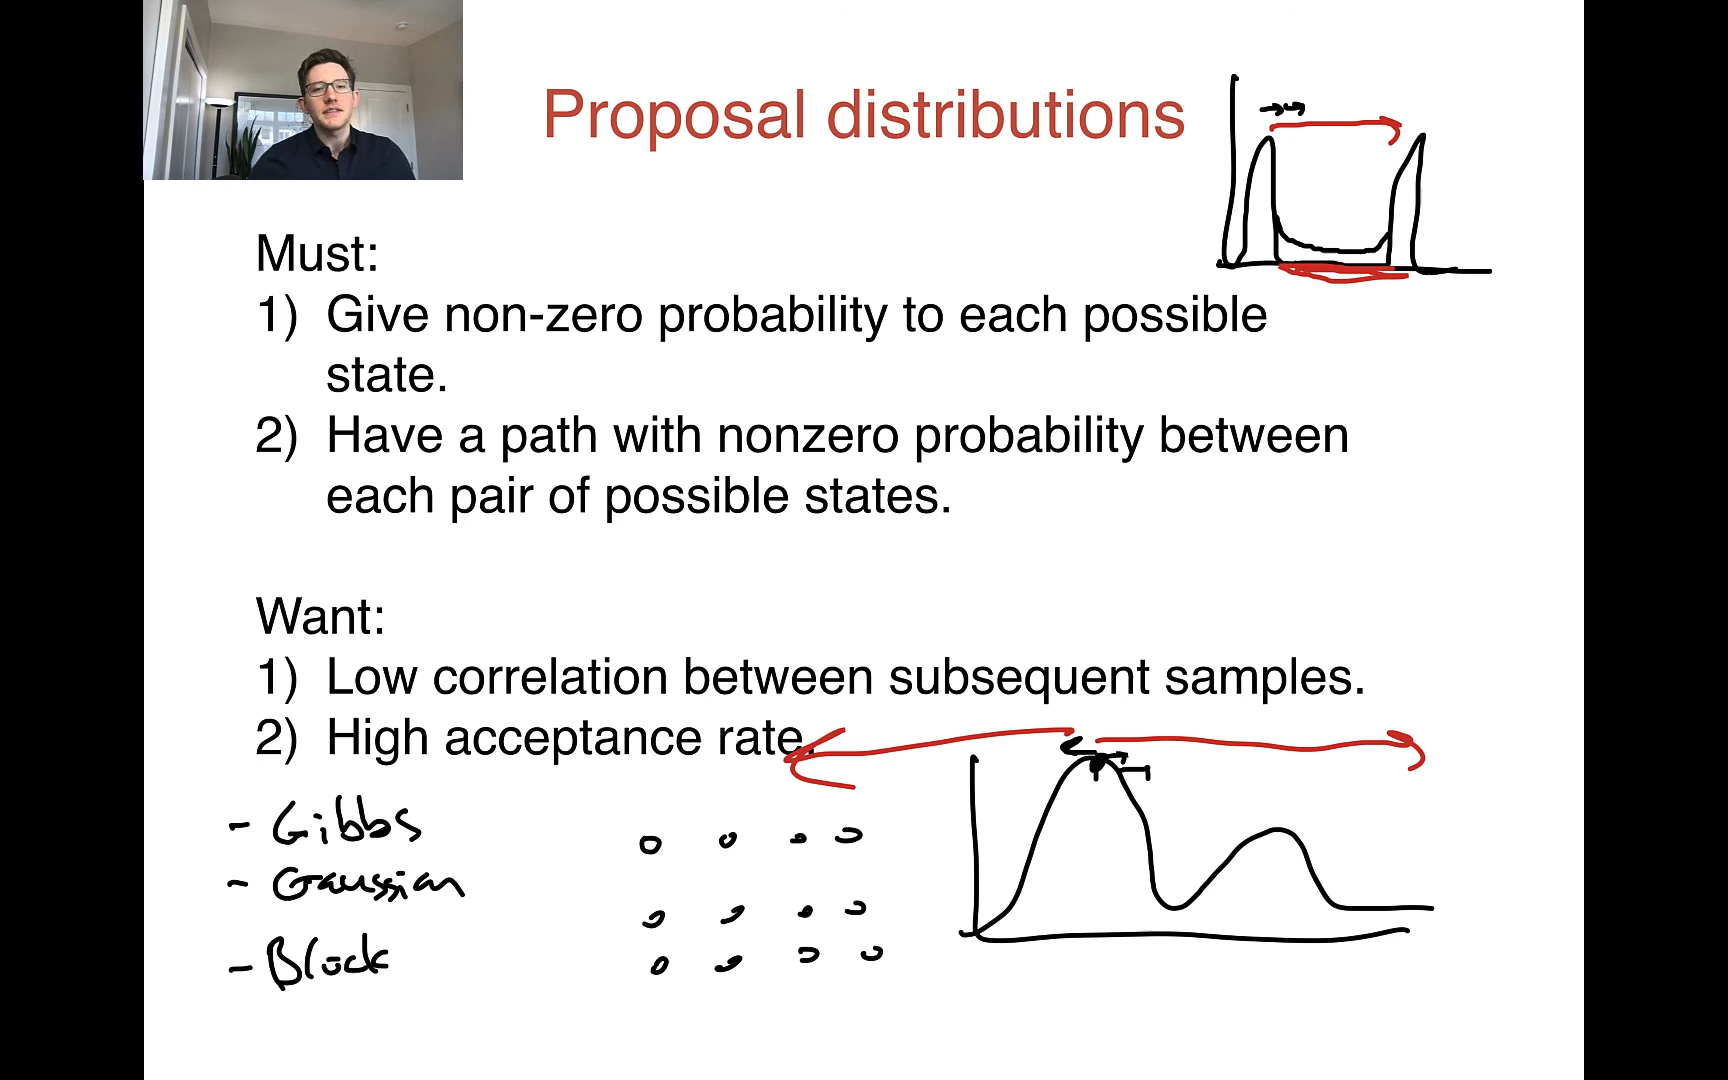 Proposal distributions
Must:
1) Give non-zero probability to each possible
state.
2) Have a path with nonzero probability between
each pair of possible states.
Want:
1) Low correlation between subsequent samples.
2) High acceptance rate.
- Gibbs
- Gaussian
- Block